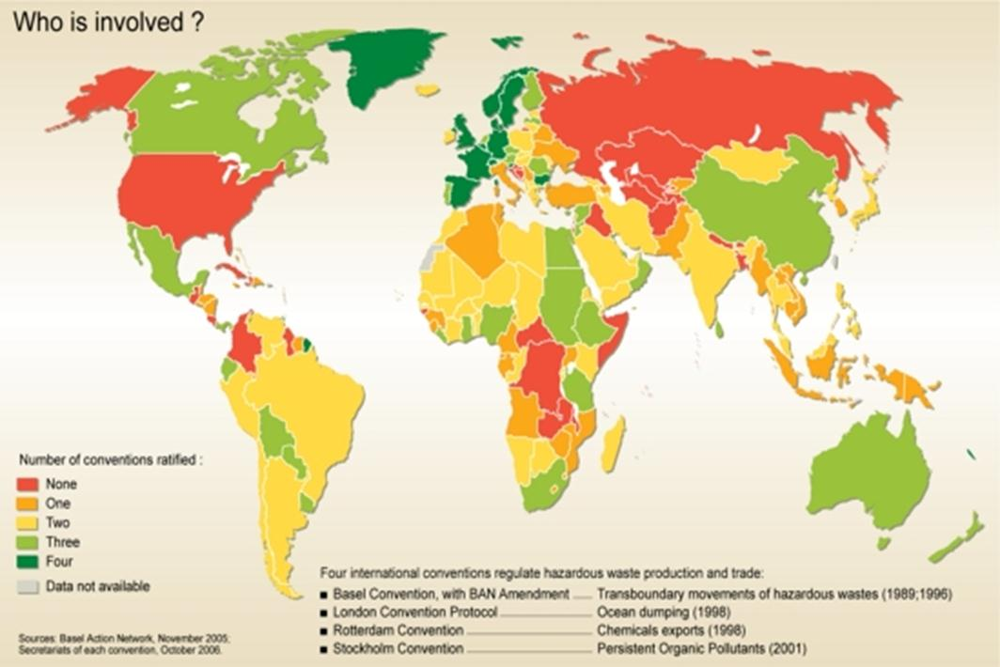 Who is involved ?
Number of conventions ratified :
None
One
Two
Three
Four
Data not available
Sources: Basel Action Network, November 2005;
Secretariats of each convention, October 2006.
Four international conventions regulate hazardous waste production and trade:
■ Basel Convention, with BAN Amendment ..... Transboundary movements of hazardous wastes (1989;1996)
■ London Convention Protocol ..... Ocean dumping (1998)
■ Rotterdam Convention ..... Chemicals exports (1998)
■ Stockholm Convention ..... Persistent Organic Pollutants (2001)